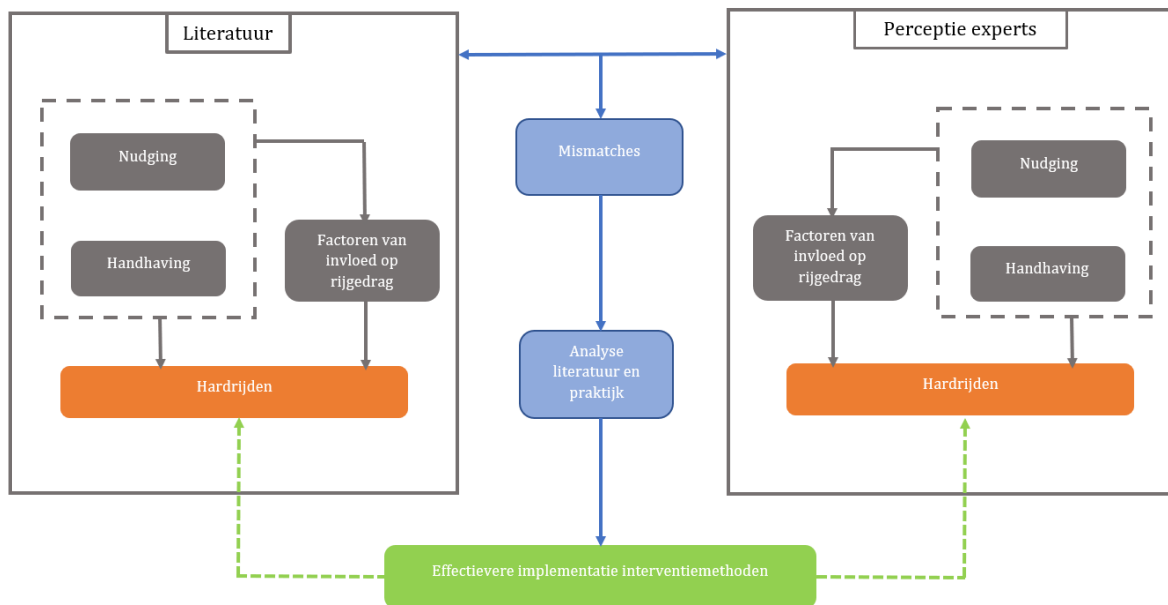 Literatuur
Nudging
Handhaving
Factoren van
invloed op
rijgedrag
Hardrijden
Mismatches
Analyse
literatuur en
praktijk
Perceptie experts
Nudging
Handhaving
Factoren van
invloed op
rijgedrag
Hardrijden
Effectievere implementatie interventiemethoden